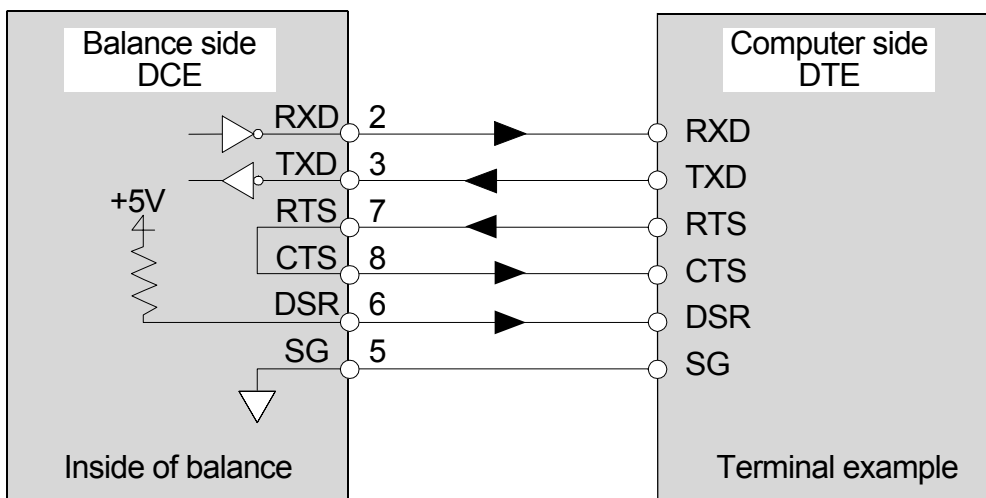 Balance side
DCE
Computer side
DTE
RXD 2 RXD
TXD 3 TXD
+5V
RTS 7 RTS
CTS 8 CTS
DSR 6 DSR
SG 5 SG
Inside of balance
Terminal example